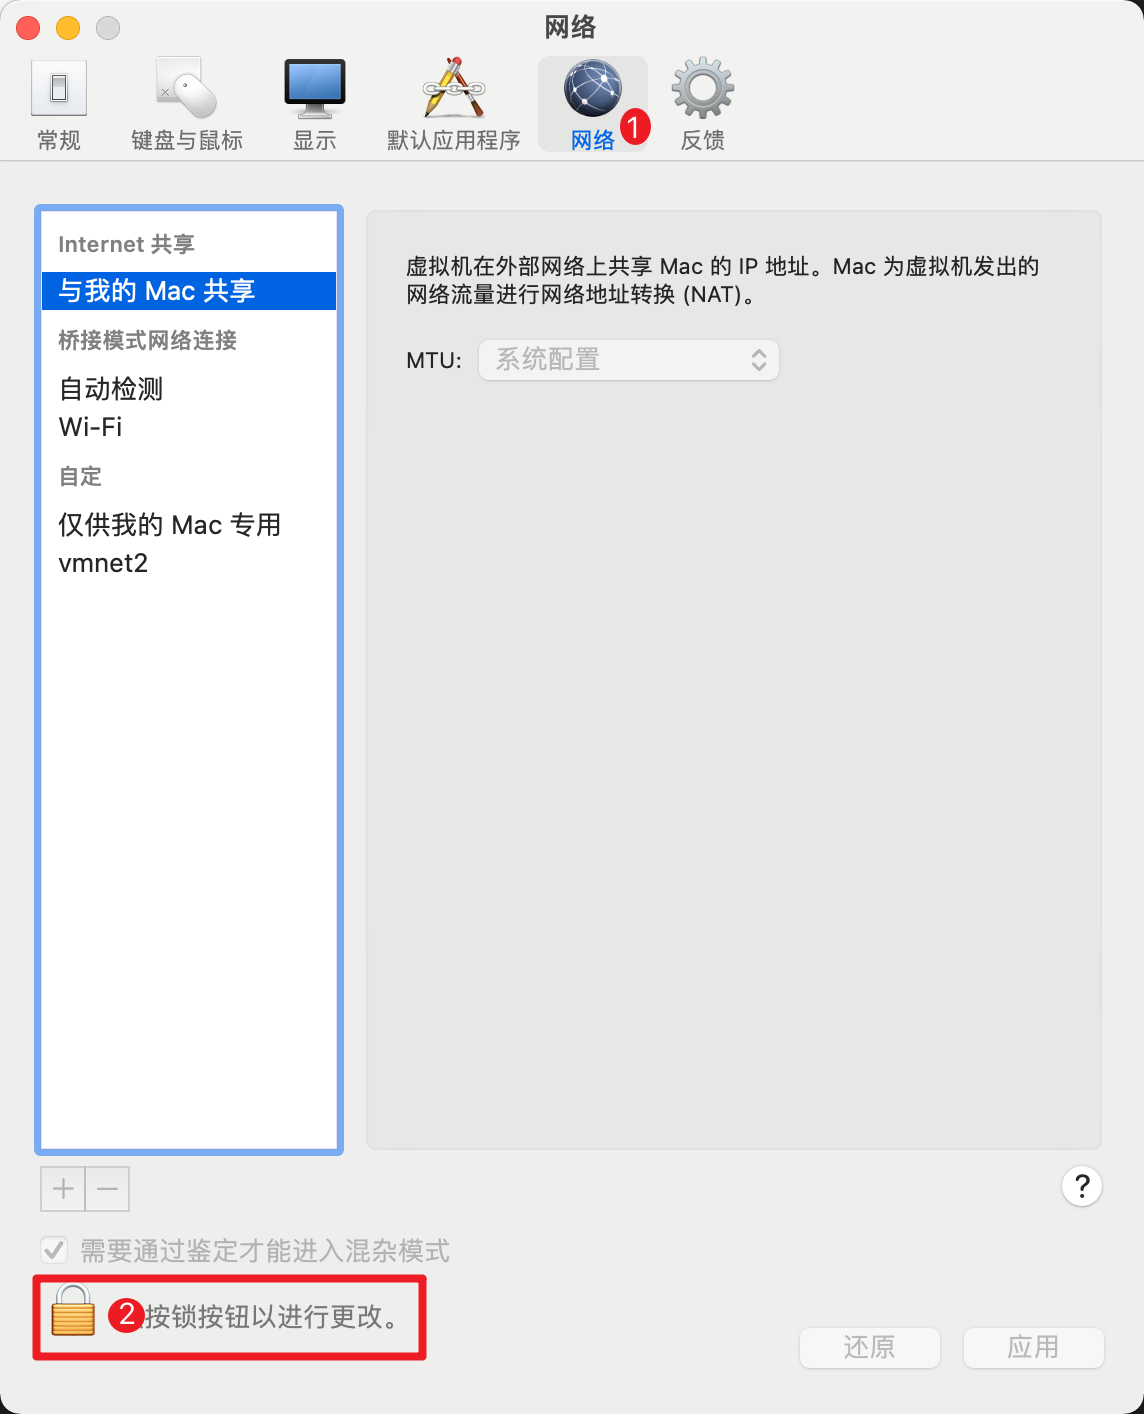 网络
常规
键盘与鼠标
显示
默认应用程序
网络
1
反馈
Internet 共享
与我的 Mac 共享
桥接模式网络连接
自动检测
Wi-Fi
自定
仅供我的 Mac 专用
vmnet2
虚拟机在外部网络上共享 Mac 的 IP 地址。Mac 为虚拟机发出的
网络流量进行网络地址转换 (NAT)。
MTU:
系统配置
?
需要通过鉴定才能进入混杂模式
2
按锁按钮以进行更改。
还原
应用